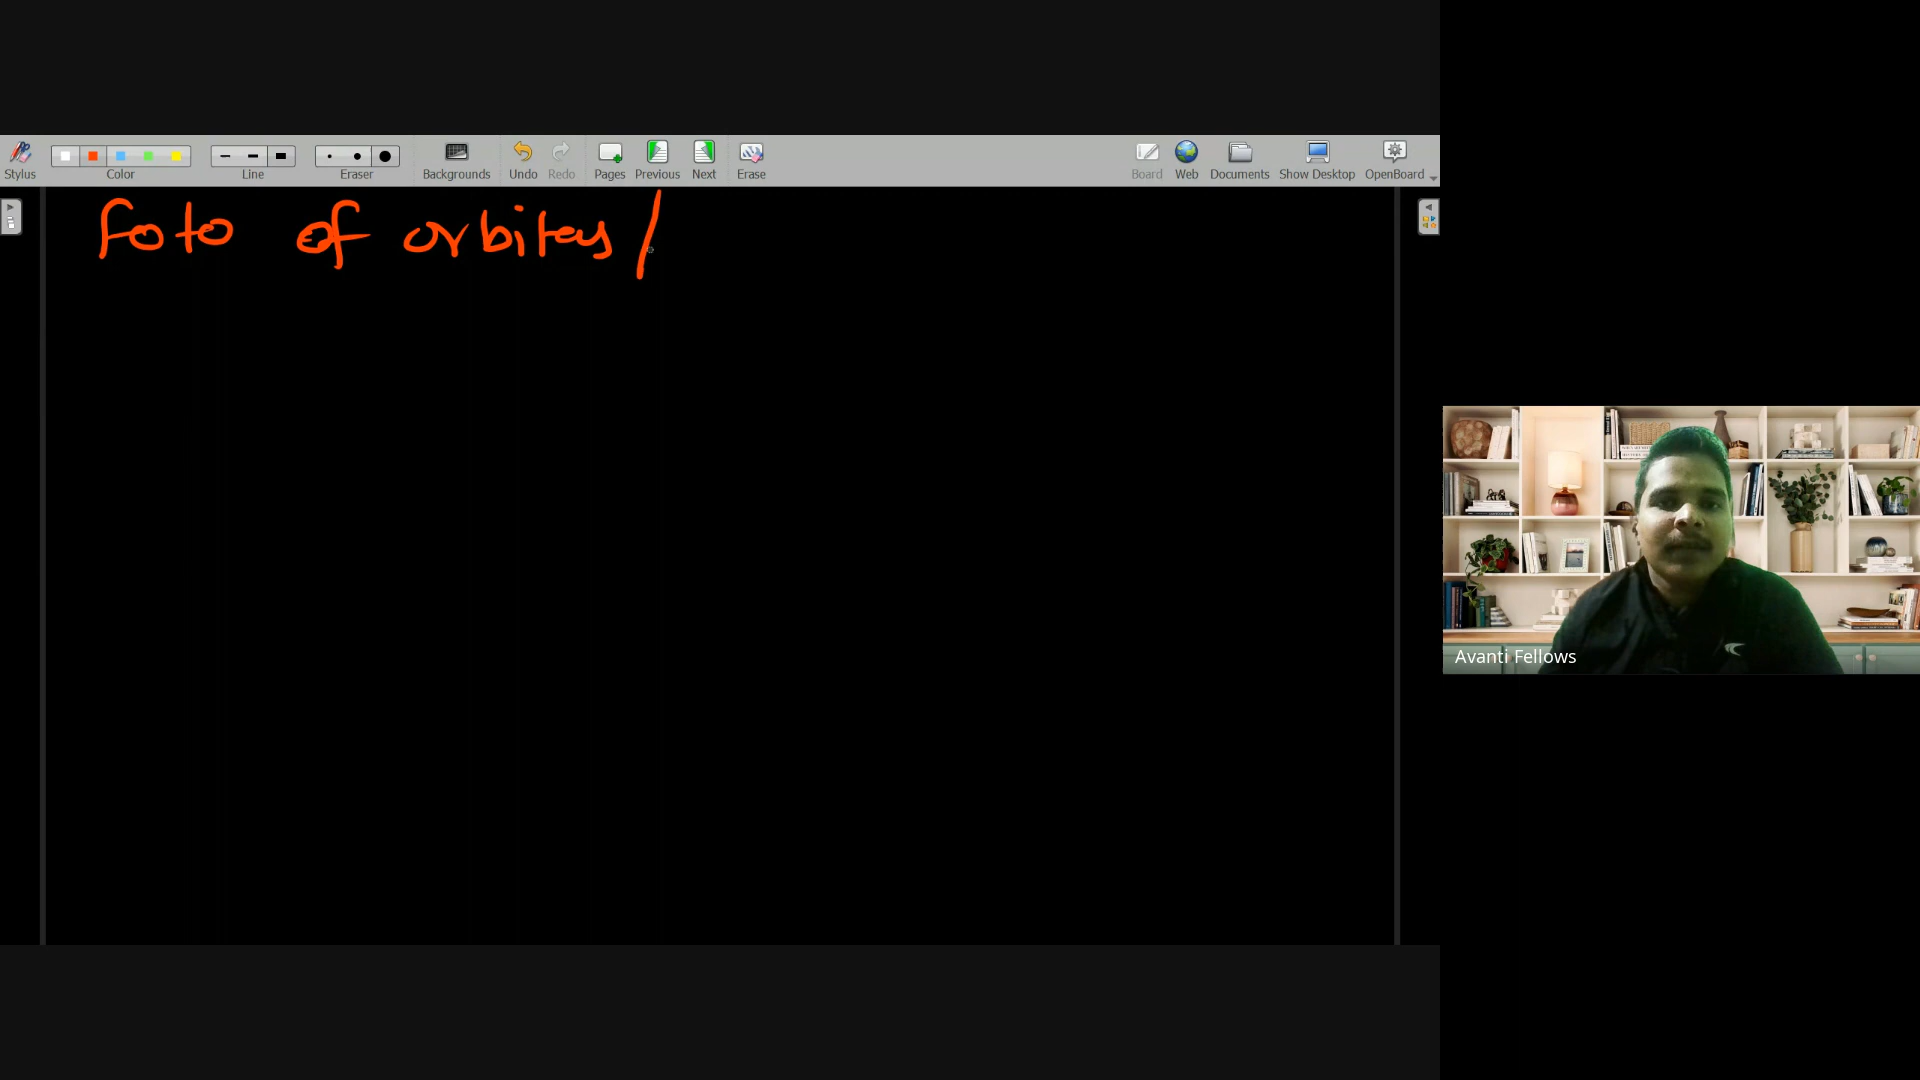 Stylus Color Line Eraser Backgrounds Undo Redo Pages Previous Next Erase Board Web Documents Show Desktop OpenBoard
foto of orbitas /
Avanti Fellows